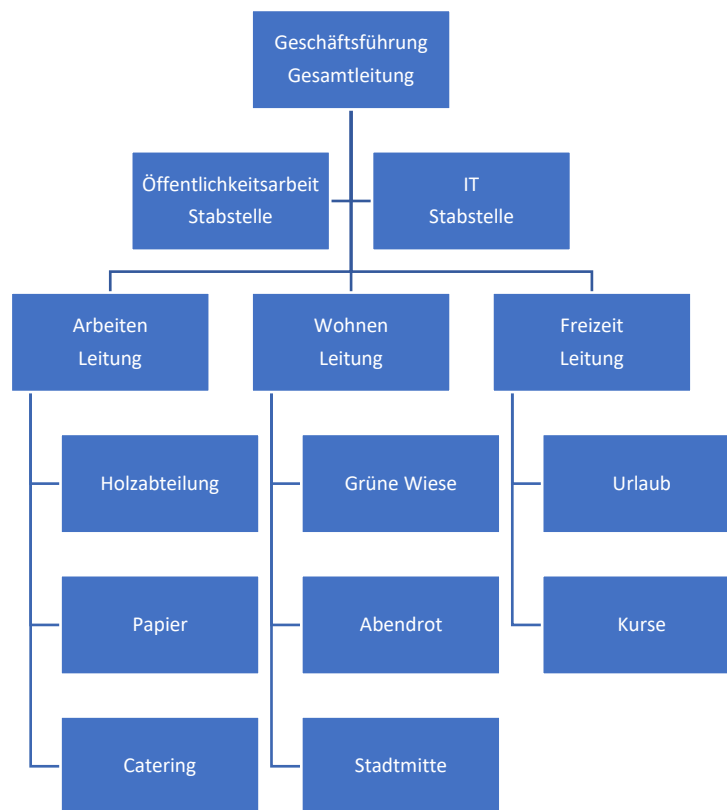 Geschäftsführung
Gesamtleitung
Öffentlichkeitsarbeit
Stabstelle
IT
Stabstelle
Arbeiten
Leitung
Wohnen
Leitung
Freizeit
Leitung
Holzabteilung
Grüne Wiese
Urlaub
Papier
Abendrot
Kurse
Catering
Stadtmitte